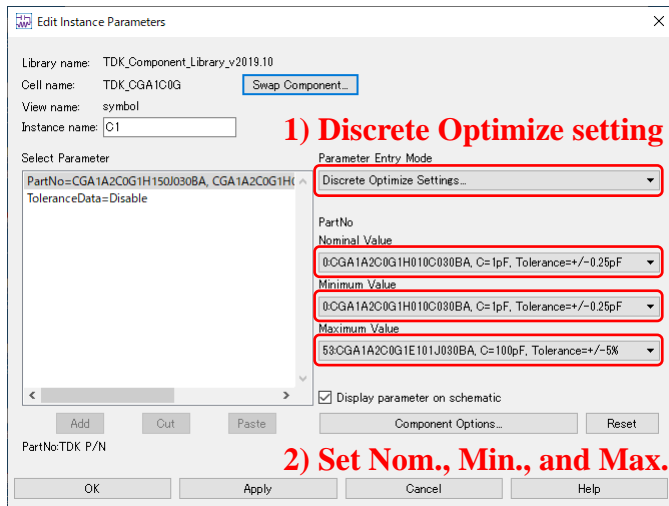 Edit Instance Parameters
Library name: TDK_Component_Library_v2019.10
Cell name: TDK_CGA1C0G Swap Component...
View name: symbol
Instance name: C1
1) Discrete Optimize setting
Select Parameter
Parameter Entry Mode
PartNo=CGA1A2C0G1H150J030BA, CGA1A2C0G1H(
ToleranceData=Disable
Discrete Optimize Settings...
PartNo
Nominal Value
0:CGA1A2C0G1H010C030BA, C=1pF, Tolerance=+/-0.25pF
Minimum Value
0:CGA1A2C0G1H010C030BA, C=1pF, Tolerance=+/-0.25pF
Maximum Value
53:CGA1A2C0G1E101J030BA, C=100pF, Tolerance=+/-5%
Display parameter on schematic
Add Cut Paste Component Options... Reset
PartNo:TDK P/N
2) Set Nom., Min., and Max.
OK Apply Cancel Help